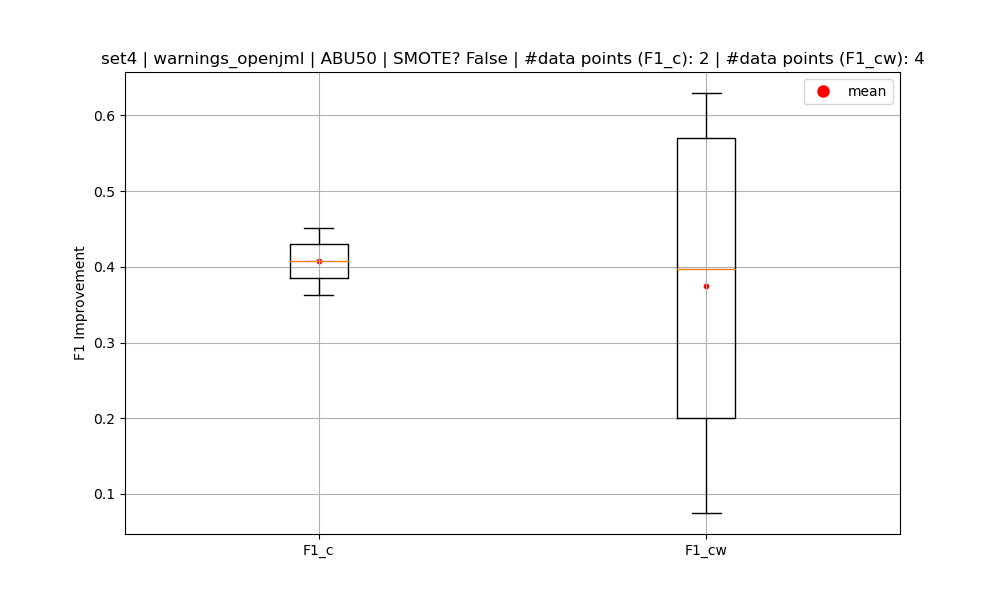 set4 | warnings_openjml | ABU50 | SMOTE? False | #data points (F1_c): 2 | #data points (F1_cw): 4
mean
0.6
0.5
0.4
0.3
0.2
0.1
F1 Improvement
F1_c
F1_cw